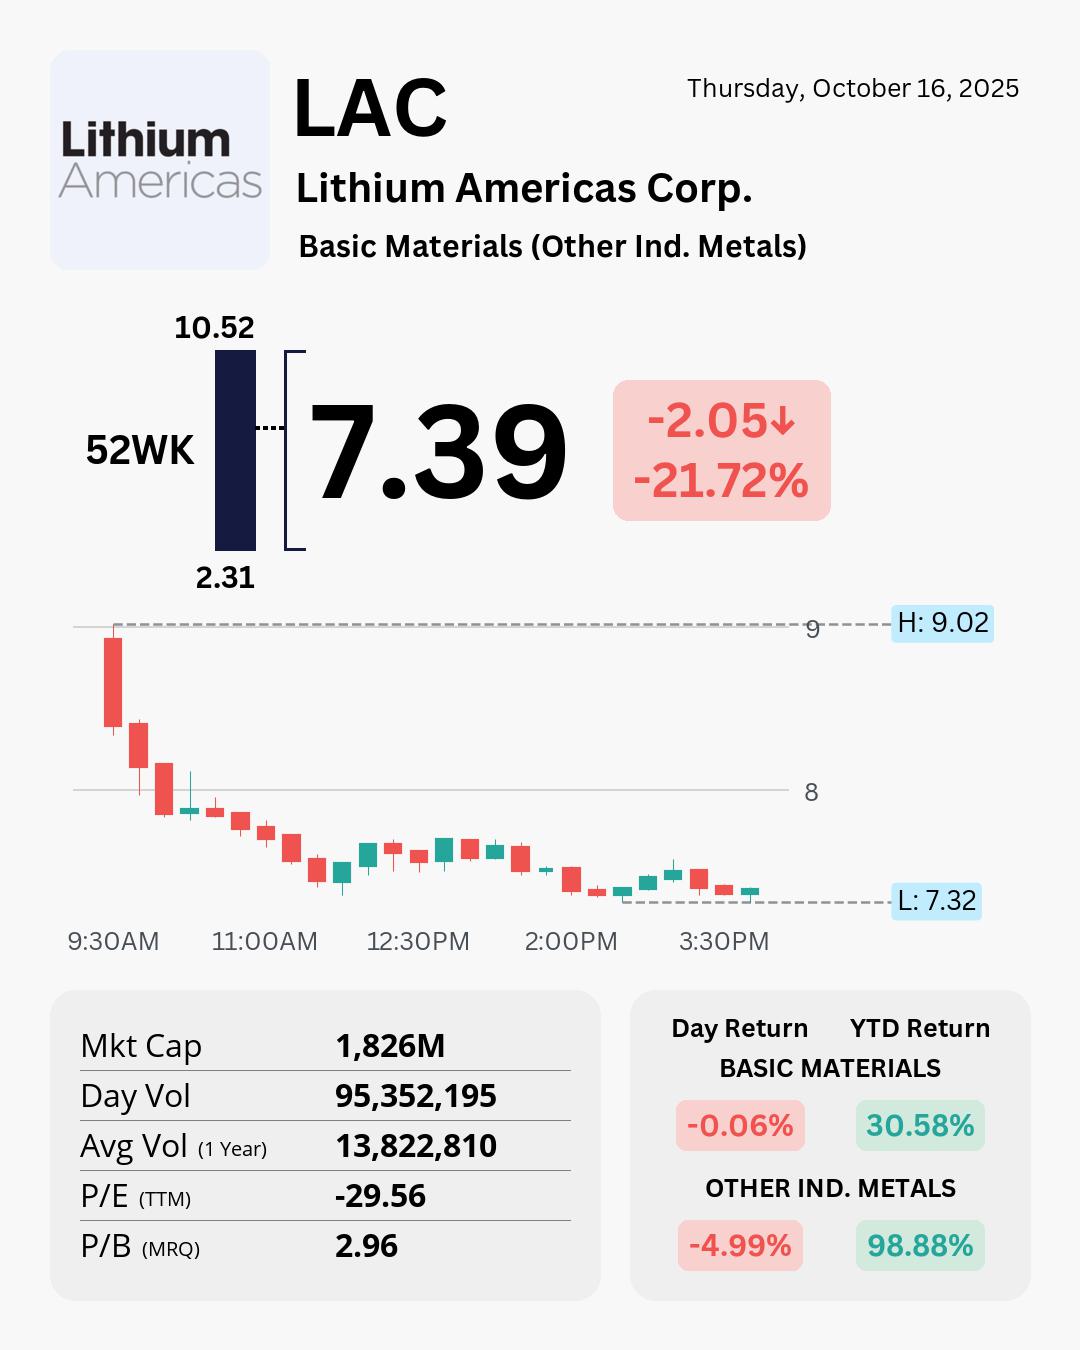 Lithium
Americas
LAC
Thursday, October 16, 2025
Lithium Americas Corp.
Basic Materials (Other Ind. Metals)
10.52
52WK
7.39
-2.05↓
-21.72%
2.31
9
H: 9.02
8
L: 7.32
9:30AM 11:00AM 12:30PM 2:00PM 3:30PM
Mkt Cap 1,826M
Day Vol 95,352,195
Avg Vol (1 Year) 13,822,810
P/E (TTM) -29.56
P/B (MRQ) 2.96
Day Return YTD Return
BASIC MATERIALS
-0.06% 30.58%
OTHER IND. METALS
-4.99% 98.88%